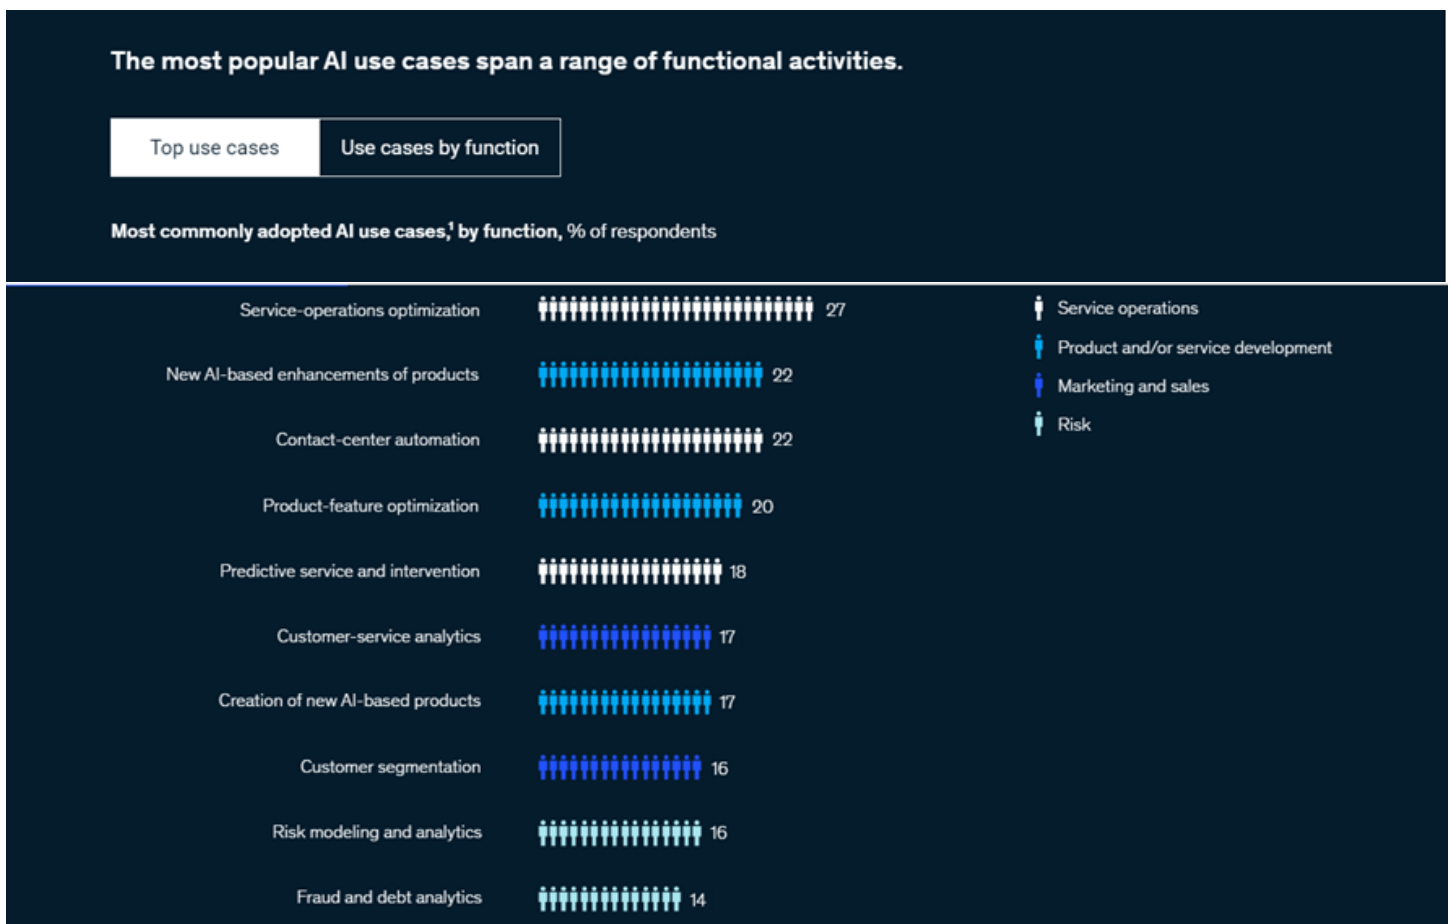 The most popular AI use cases span a range of functional activities.
Top use cases
Use cases by function
Most commonly adopted AI use cases,¹ by function, % of respondents
Service-operations optimization 27
New AI-based enhancements of products 22
Contact-center automation 22
Product-feature optimization 20
Predictive service and intervention 18
Customer-service analytics 17
Creation of new AI-based products 17
Customer segmentation 16
Risk modeling and analytics 16
Fraud and debt analytics 14
Service operations
Product and/or service development
Marketing and sales
Risk